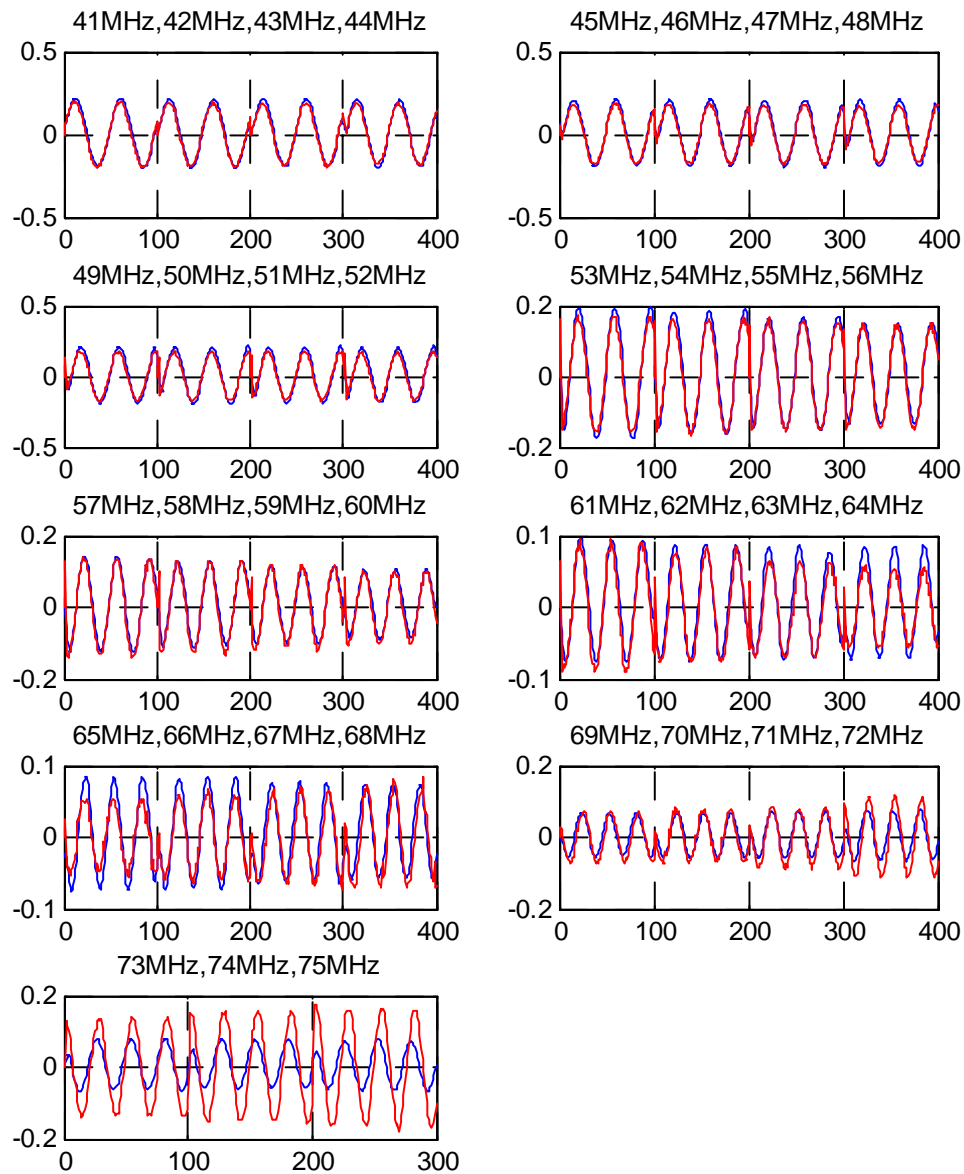 41MHz,42MHz,43MHz,44MHz
45MHz,46MHz,47MHz,48MHz
0.5
0
-0.5
0 100 200 300 400
0.5
0
-0.5
0 100 200 300 400
49MHz,50MHz,51MHz,52MHz
53MHz,54MHz,55MHz,56MHz
0.5
0
-0.5
0 100 200 300 400
0.2
0
-0.2
0 100 200 300 400
57MHz,58MHz,59MHz,60MHz
61MHz,62MHz,63MHz,64MHz
0.2
0
-0.2
0 100 200 300 400
0.1
0
-0.1
0 100 200 300 400
65MHz,66MHz,67MHz,68MHz
69MHz,70MHz,71MHz,72MHz
0.1
0
-0.1
0 100 200 300 400
0.2
0
-0.2
0 100 200 300 400
73MHz,74MHz,75MHz
0.2
0
-0.2
0 100 200 300